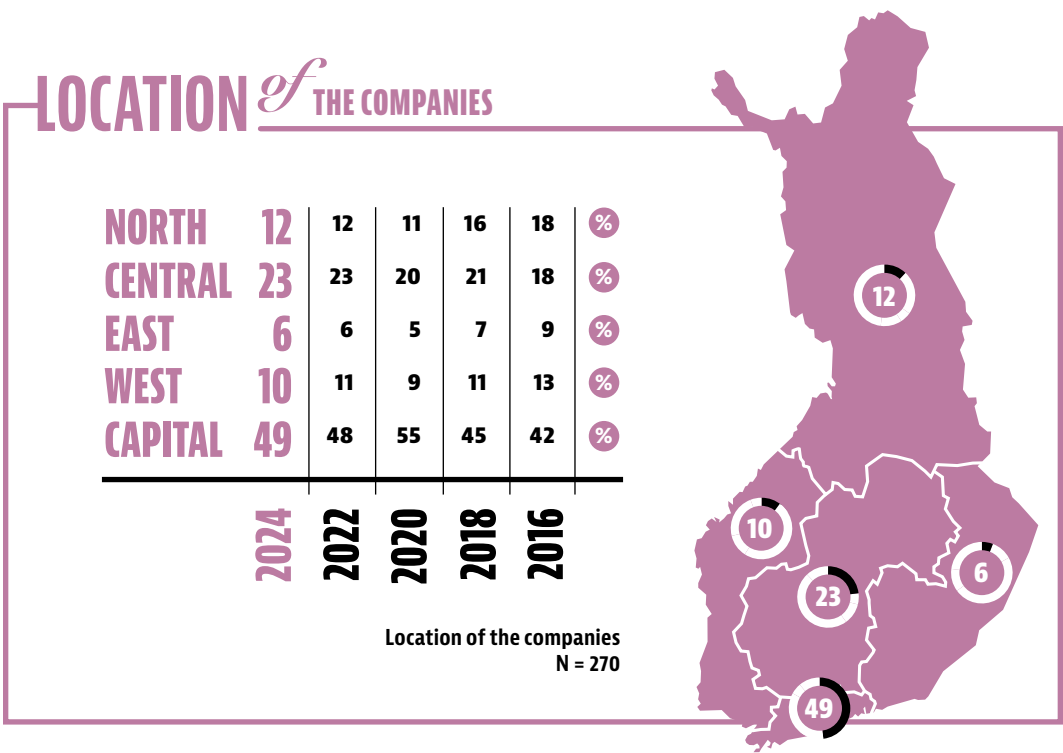 LOCATION of THE COMPANIES
NORTH 12 12 11 16 18 %
CENTRAL 23 23 20 21 18 %
EAST 6 6 5 7 9 %
WEST 10 11 9 11 13 %
CAPITAL 49 48 55 45 42 %
2024 2022 2020 2018 2016
Location of the companies
N = 270
12
10
6
23
49